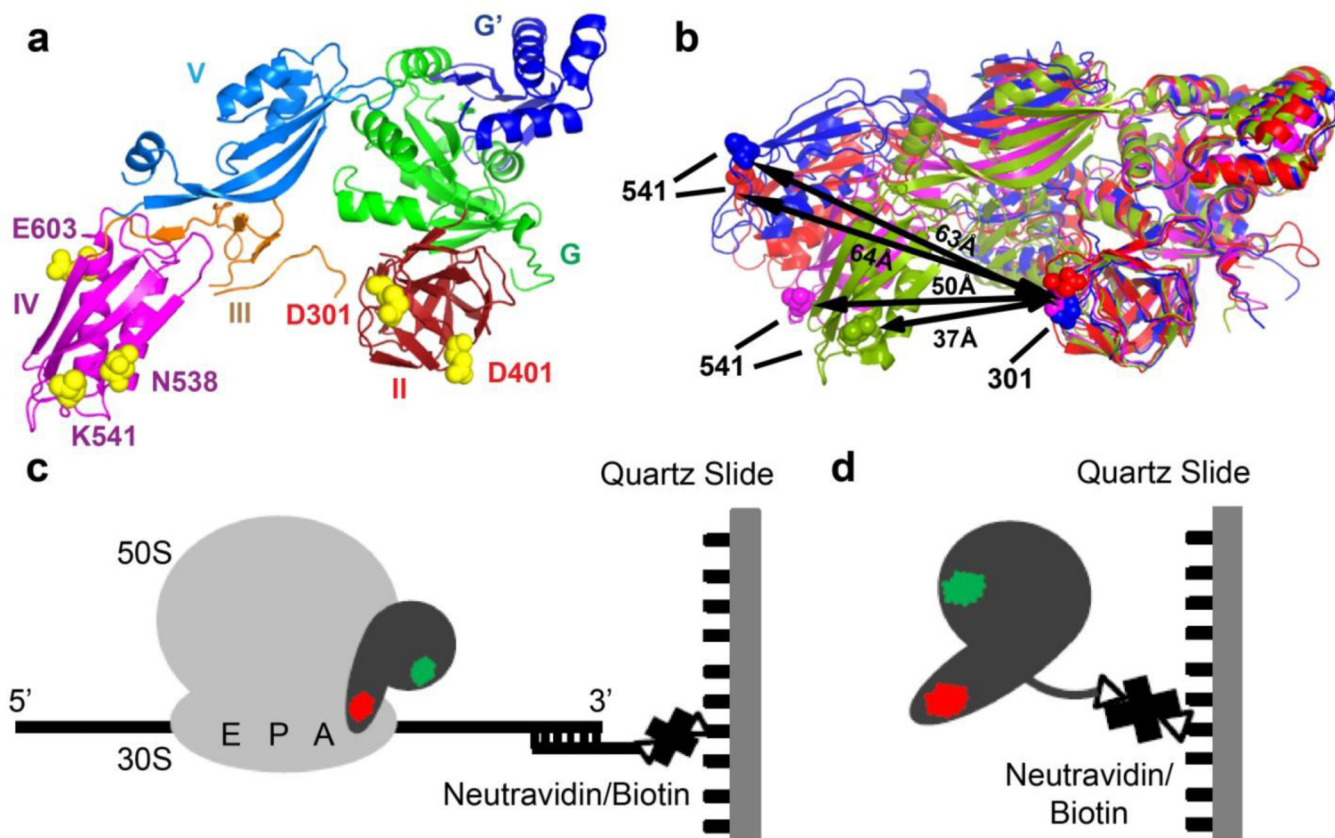 a
G'
V
E603
G
IV
III
D301
II
D401
N538
K541
b
541
63Å
64Å
50Å
37Å
541
301
c
Quartz Slide
50S
5’
3’
E P A
30S
Neutravidin/Biotin
d
Quartz Slide
Neutravidin/
Biotin